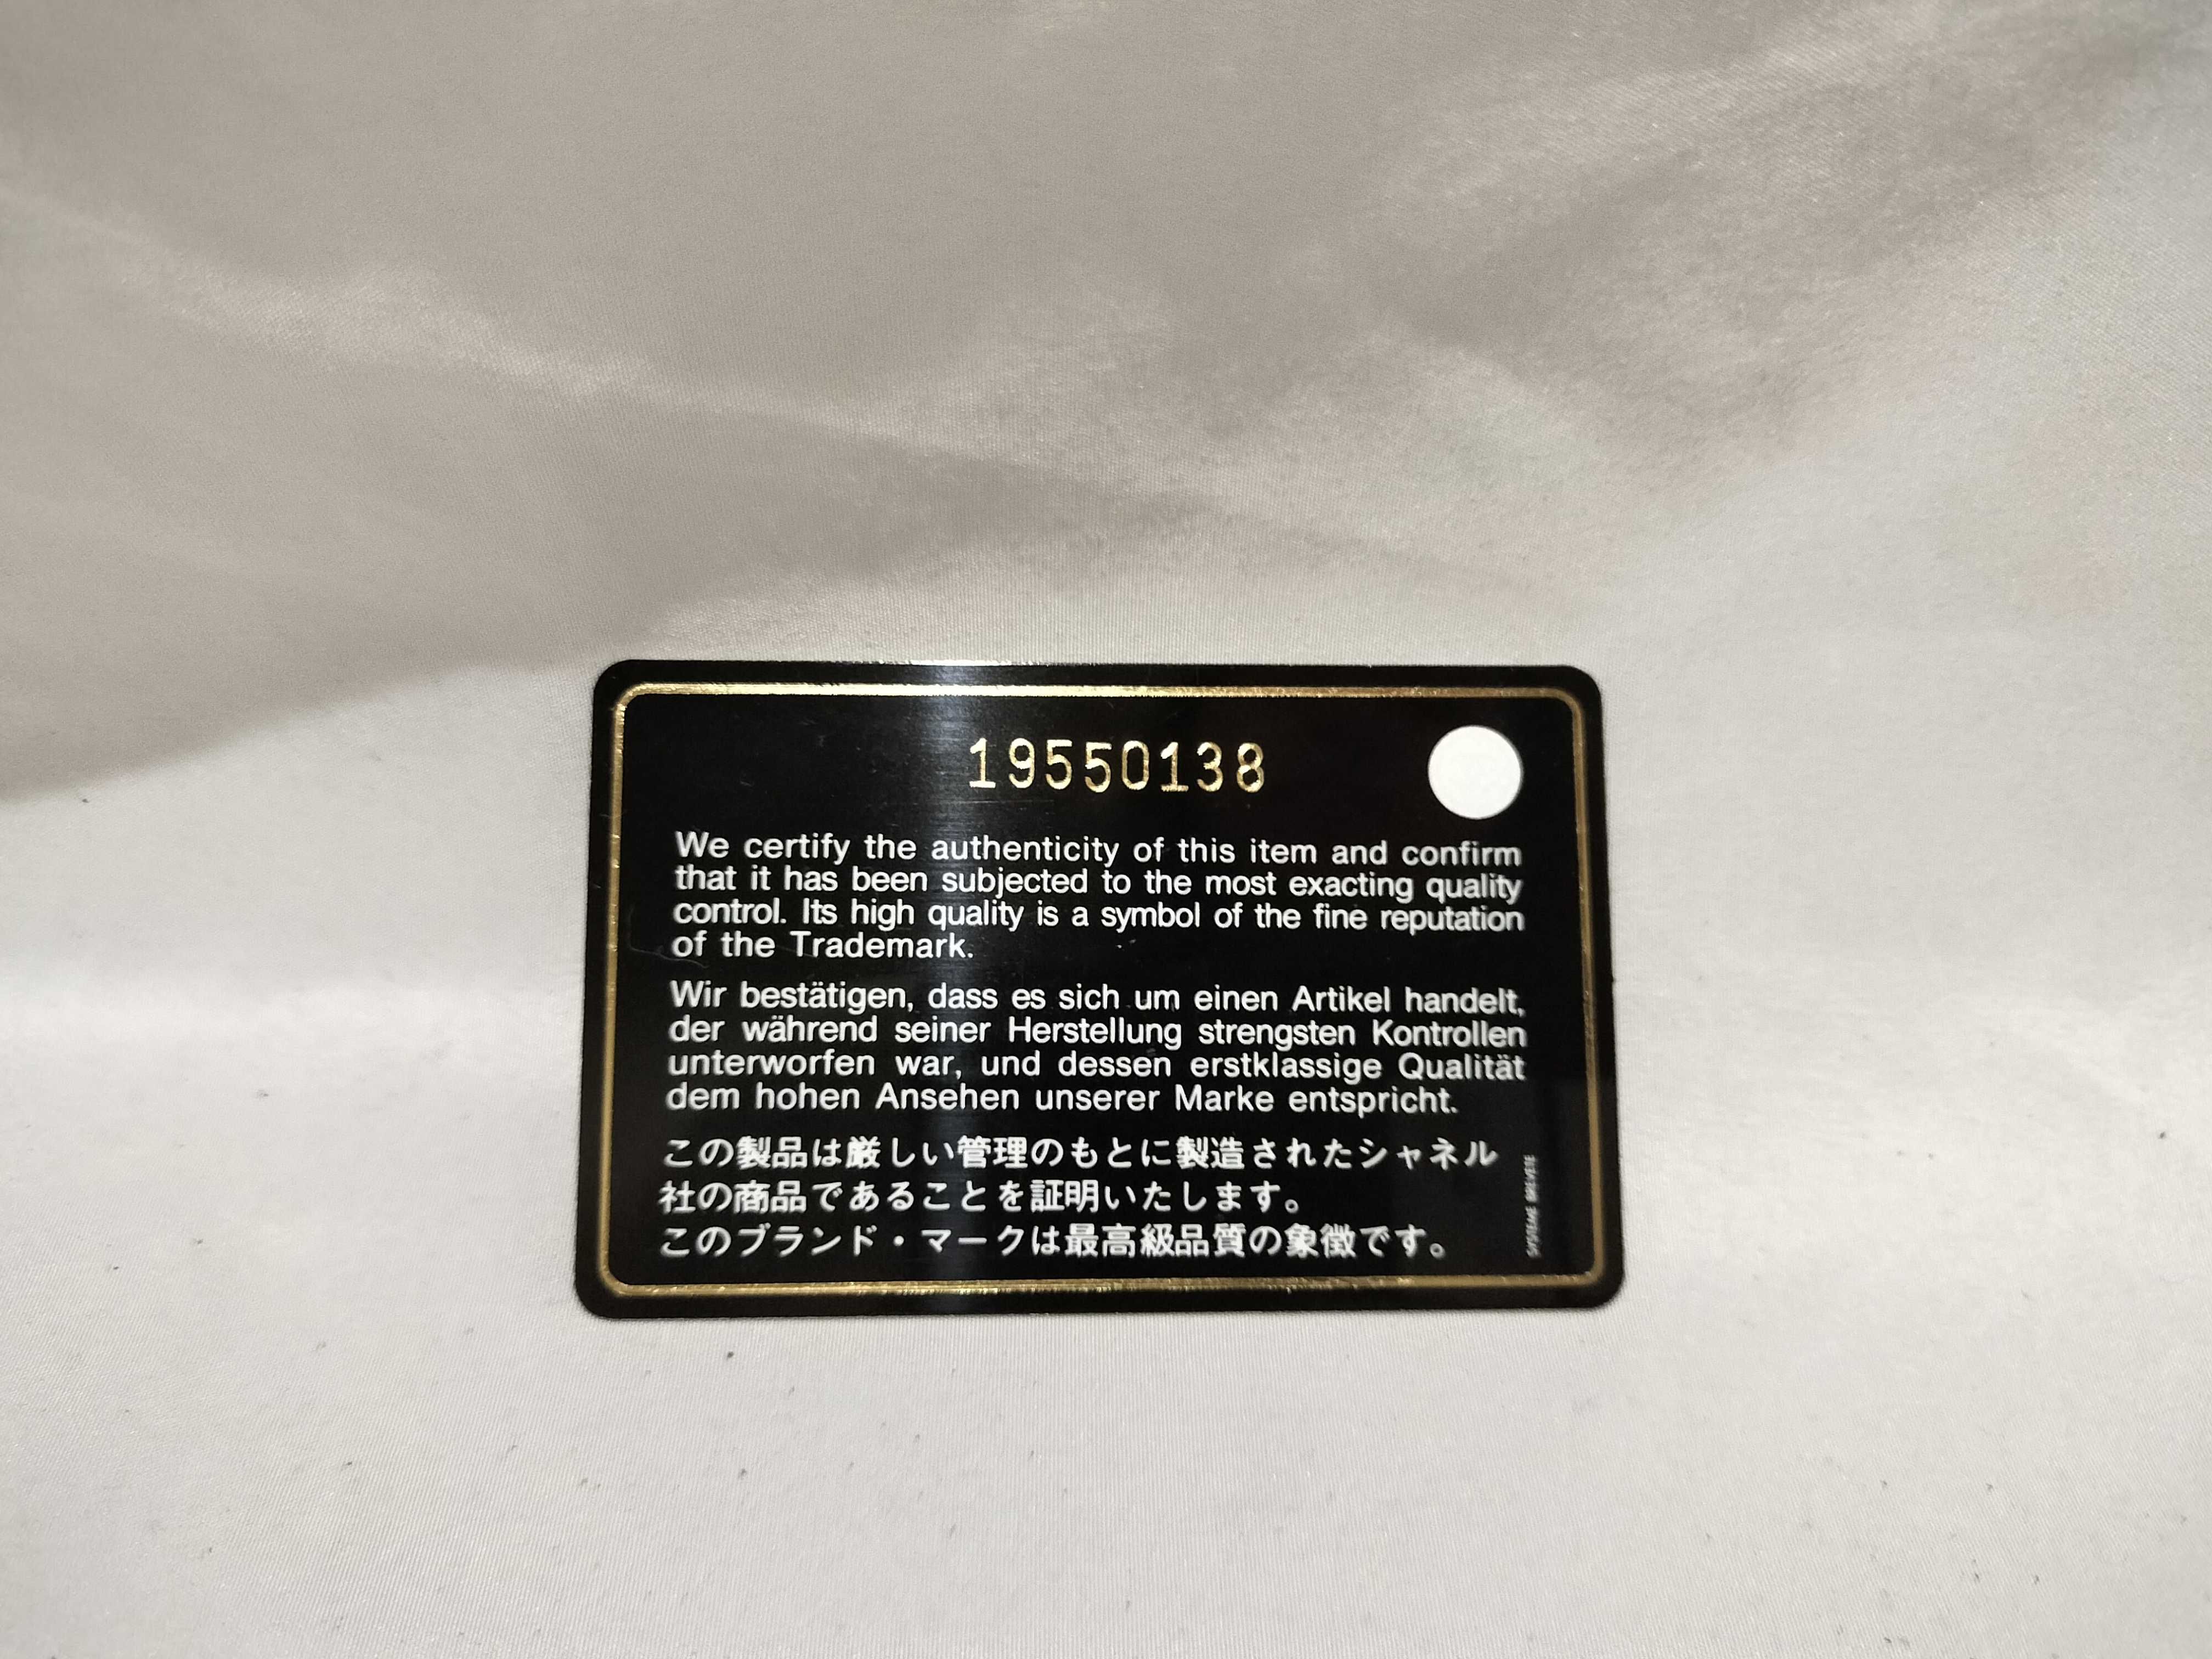 19550138
We certify the authenticity of this item and confirm
that it has been subjected to the most exacting quality
control. Its high quality is a symbol of the fine reputation
of the Trademark.
Wir bestätigen, dass es sich um einen Artikel handelt,
der während seiner Herstellung strengsten Kontrollen
unterworfen war, und dessen erstklassige Qualität
dem hohen Ansehen unserer Marke entspricht.
この製品は厳しい管理のもとに製造されたシャネル
社の商品であることを証明いたします。
このブランド・マークは最高級品質の象徴です。
SYSTEME BREVETE